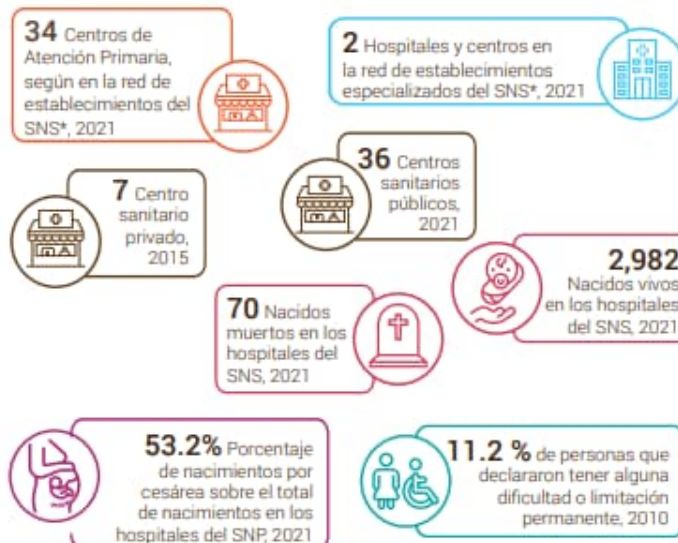 34 Centros de
Atención Primaria,
según en la red de
establecimientos del
SNS*, 2021
2 Hospitales y centros en
la red de establecimientos
especializados del SNS*, 2021
7 Centro
sanitario
privado,
2015
36 Centros
sanitarios
públicos,
2021
2,982
Nacidos vivos
en los hospitales
del SNS, 2021
70 Nacidos
muertos en los
hospitales del
SNS, 2021
53.2% Porcentaje
de nacimientos por
cesárea sobre el total
de nacimientos en los
hospitales del SNP, 2021
11.2 % de personas que
declararon tener alguna
dificultad o limitación
permanente, 2010